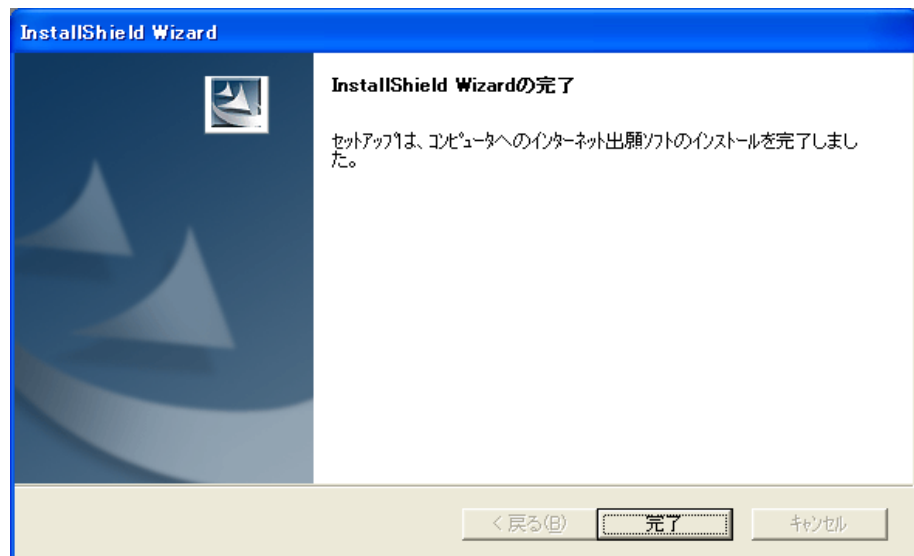 InstallShield Wizard
InstallShield Wizardの完了
セットアップは、コンピュータへのインターネット出願ソフトのインストールを完了しまし
た。
< 戻る(B)
完了
キャンセル